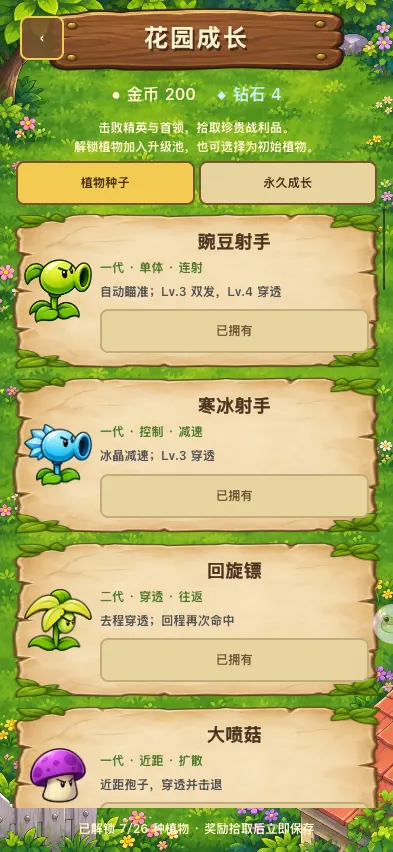 ‹
花园成长
● 金币 200 ◆ 钻石 4
击败精英与首领，拾取珍贵战利品。
解锁植物加入升级池，也可选择为初始植物。
植物种子
永久成长
豌豆射手
一代 · 单体 · 连射
自动瞄准；Lv.3 双发，Lv.4 穿透
已拥有
寒冰射手
一代 · 控制 · 减速
冰晶减速；Lv.3 穿透
已拥有
回旋镖
二代 · 穿透 · 往返
去程穿透；回程再次命中
已拥有
大喷菇
一代 · 近距 · 扩散
近距孢子，穿透并击退
已解锁 7/26 种植物 · 奖励拾取后立即保存